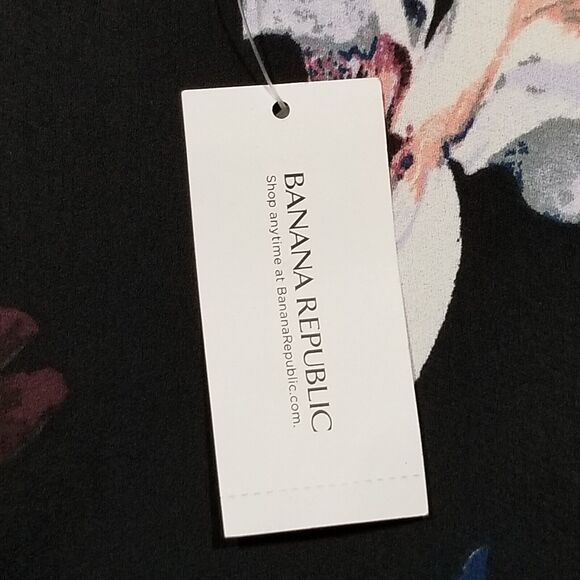 BANANA REPUBLIC
Shop anytime at BananaRepublic.com.